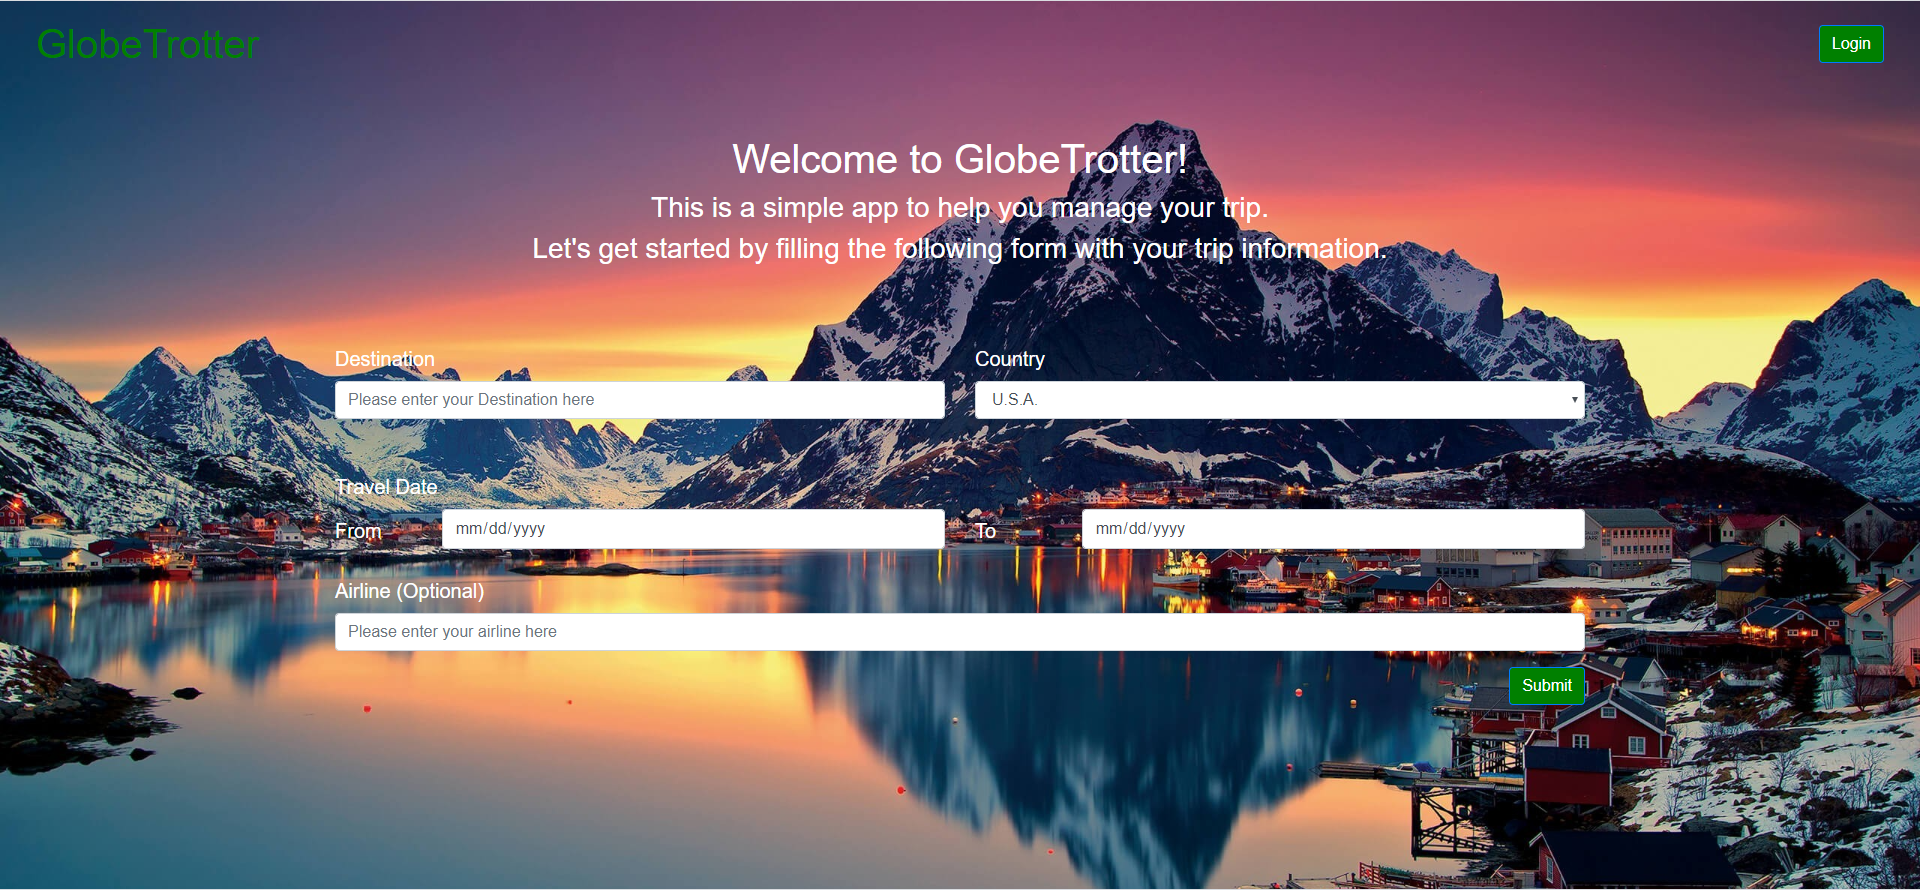 GlobeTrotter
Login
Welcome to GlobeTrotter!
This is a simple app to help you manage your trip.
Let's get started by filling the following form with your trip information.
Destination
Country
Please enter your Destination here
U.S.A.
Travel Date
From
mm/dd/yyyy
To
mm/dd/yyyy
Airline (Optional)
Please enter your airline here
Submit